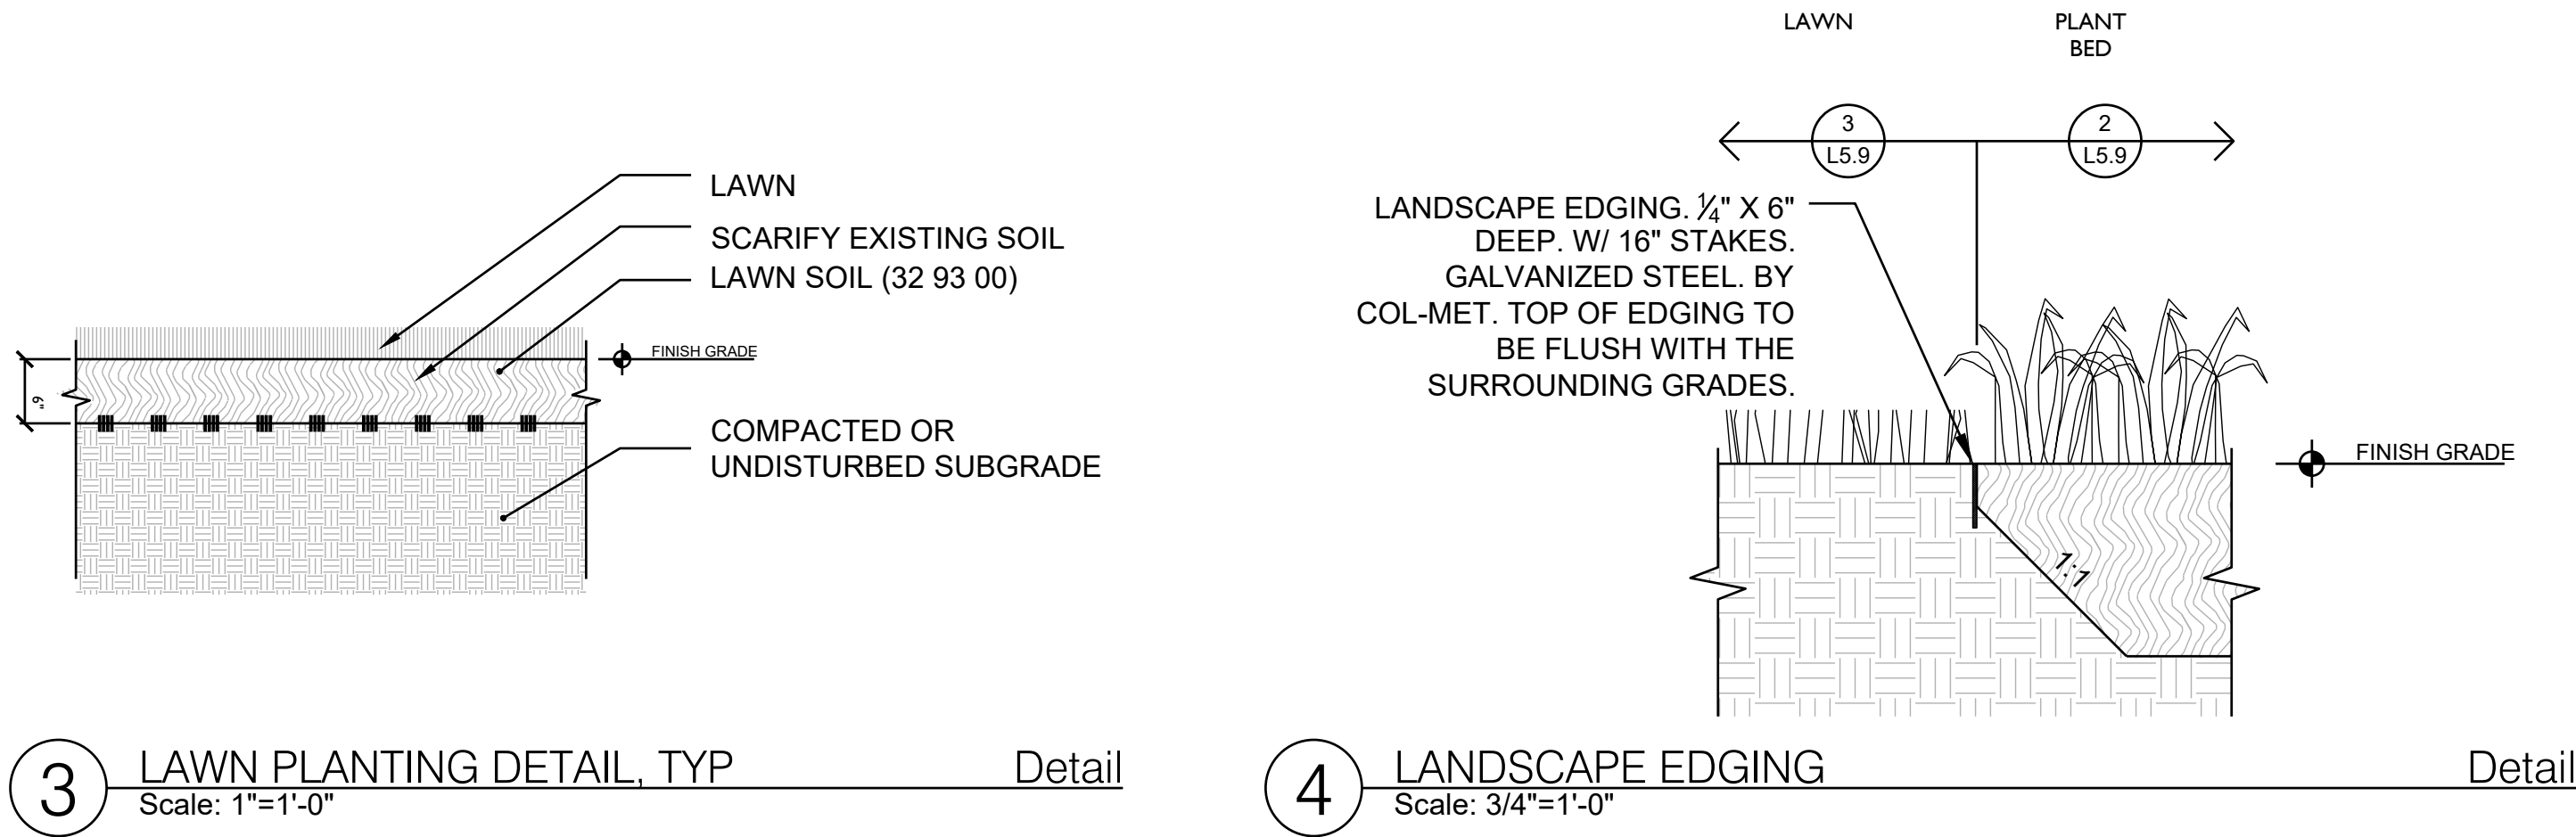 LAWN
SCARIFY EXISTING SOIL
LAWN SOIL (32 93 00)
FINISH GRADE
6"
COMPACTED OR
UNDISTURBED SUBGRADE
3
LAWN PLANTING DETAIL, TYP
Detail
Scale: 1"=1'-0"
LAWN
PLANT
BED
3
L5.9
2
L5.9
LANDSCAPE EDGING. ¼" X 6"
DEEP. W/ 16" STAKES.
GALVANIZED STEEL. BY
COL-MET. TOP OF EDGING TO
BE FLUSH WITH THE
SURROUNDING GRADES.
FINISH GRADE
1:1
4
LANDSCAPE EDGING
Detail
Scale: 3/4"=1'-0"